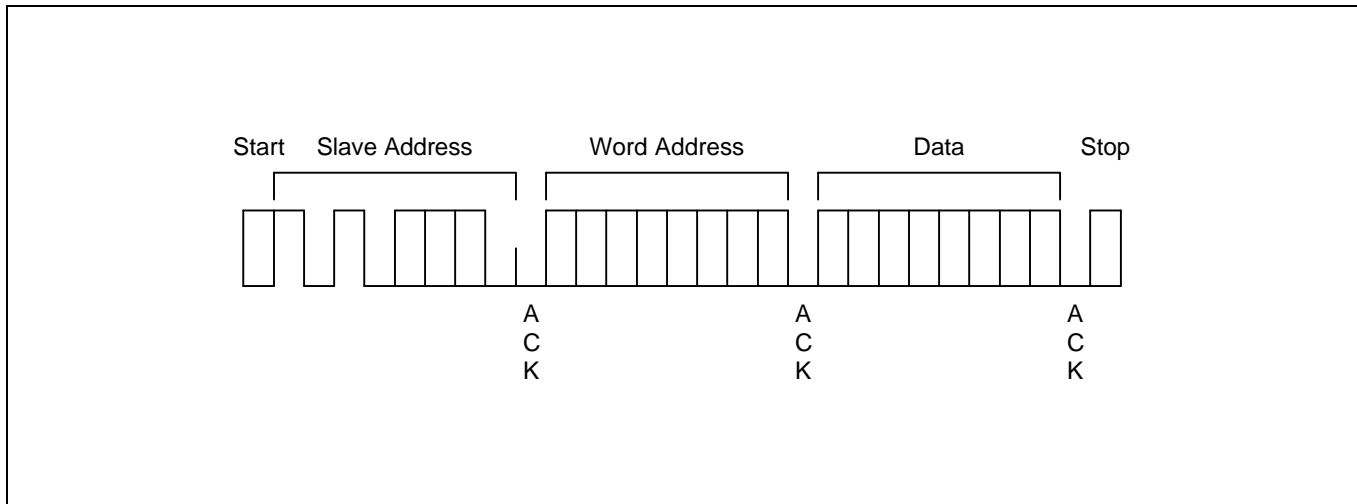 Start Slave Address Word Address Data Stop
A A A
C C C
K K K